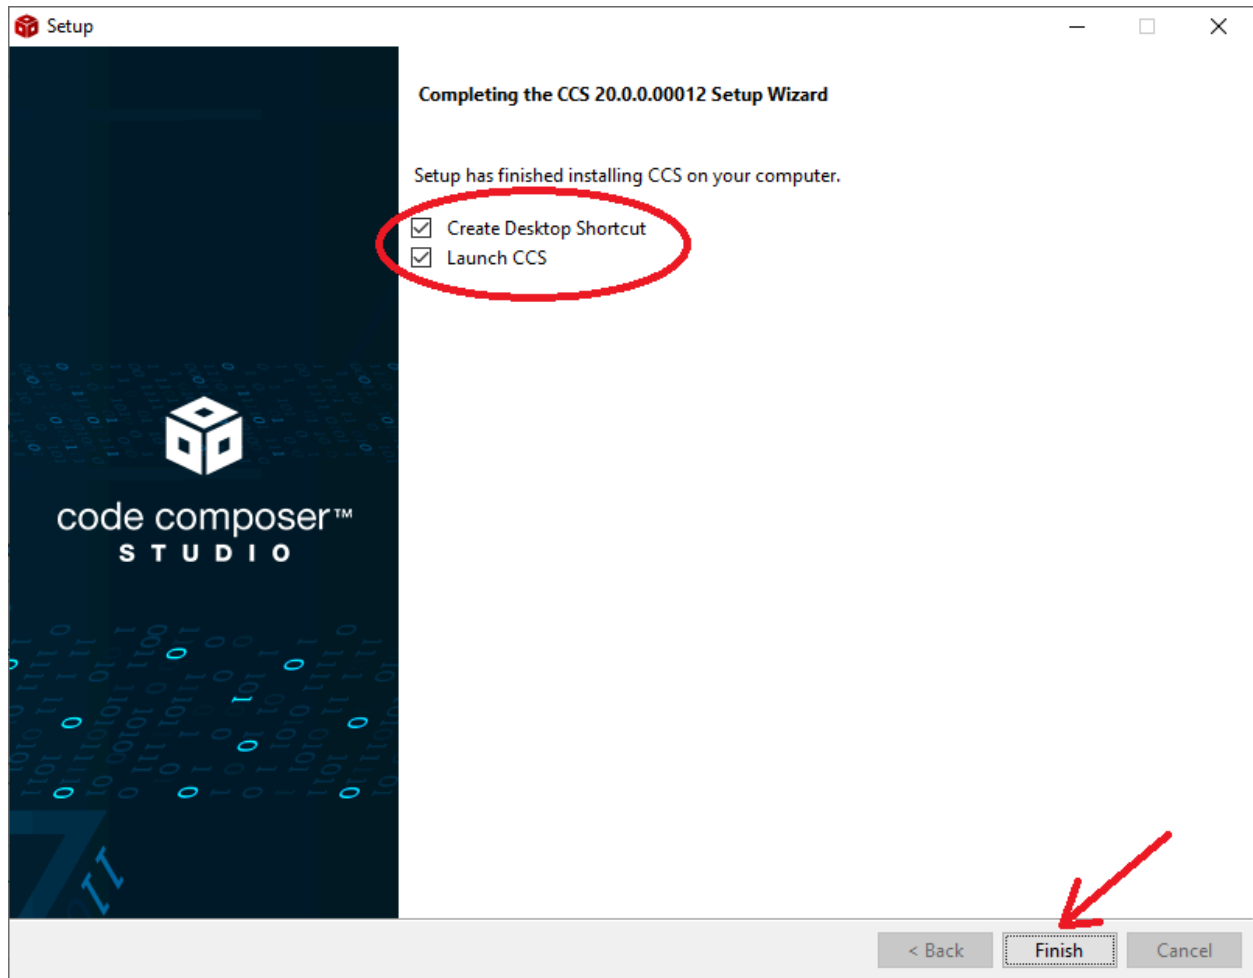 Setup
Completing the CCS 20.0.0.00012 Setup Wizard
Setup has finished installing CCS on your computer.
Create Desktop Shortcut
Launch CCS
code composer™
STUDIO
< Back
Finish
Cancel